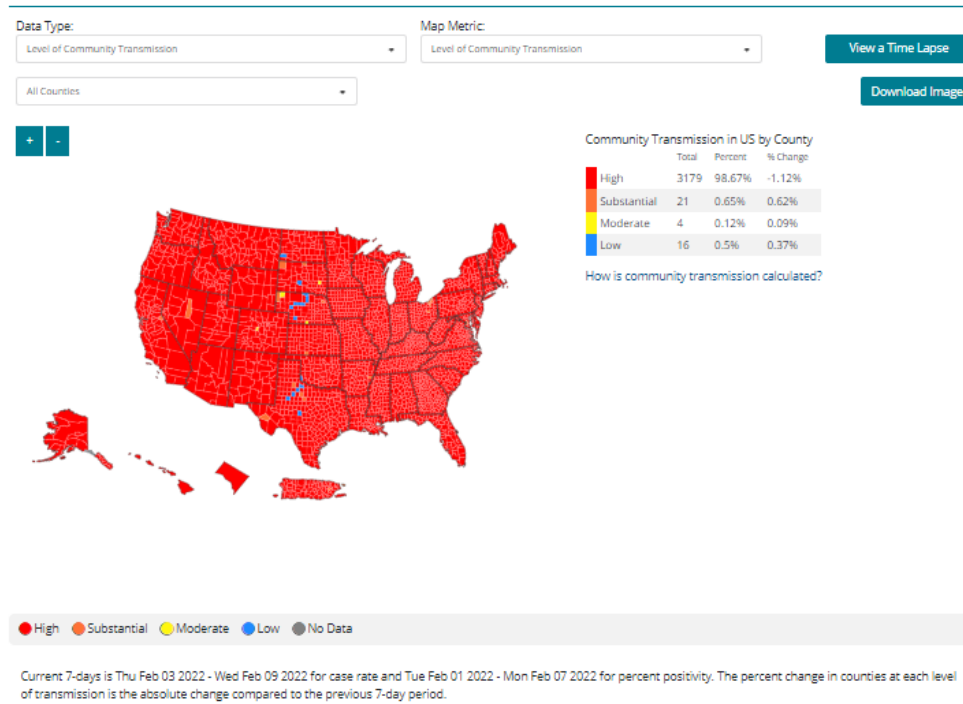 Data Type:
Map Metric:
Level of Community Transmission
Level of Community Transmission
View a Time Lapse
All Counties
Download Image
+ -
Community Transmission in US by County
Total Percent % Change
High 3179 98.67% -1.12%
Substantial 21 0.65% 0.62%
Moderate 4 0.12% 0.09%
Low 16 0.5% 0.37%
How is community transmission calculated?
High Substantial Moderate Low No Data
Current 7-days is Thu Feb 03 2022 - Wed Feb 09 2022 for case rate and Tue Feb 01 2022 - Mon Feb 07 2022 for percent positivity. The percent change in counties at each level
of transmission is the absolute change compared to the previous 7-day period.